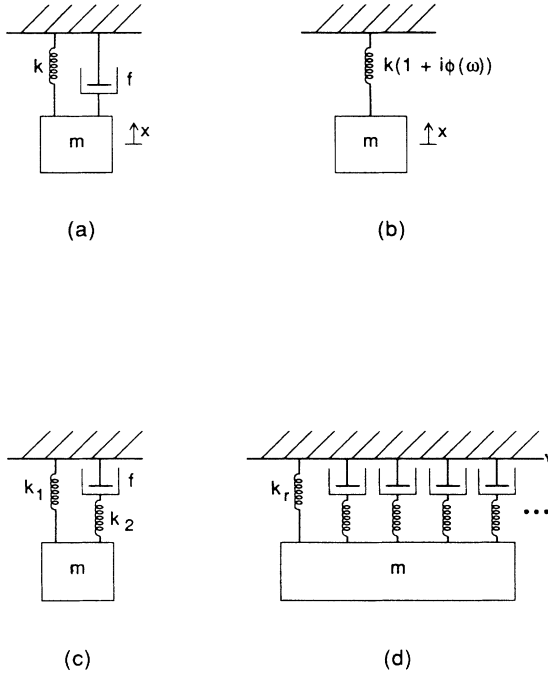 k
f
m
x
(a)
k(1 + iϕ(ω))
m
x
(b)
k1
f
k2
m
(c)
kr
m
...
(d)